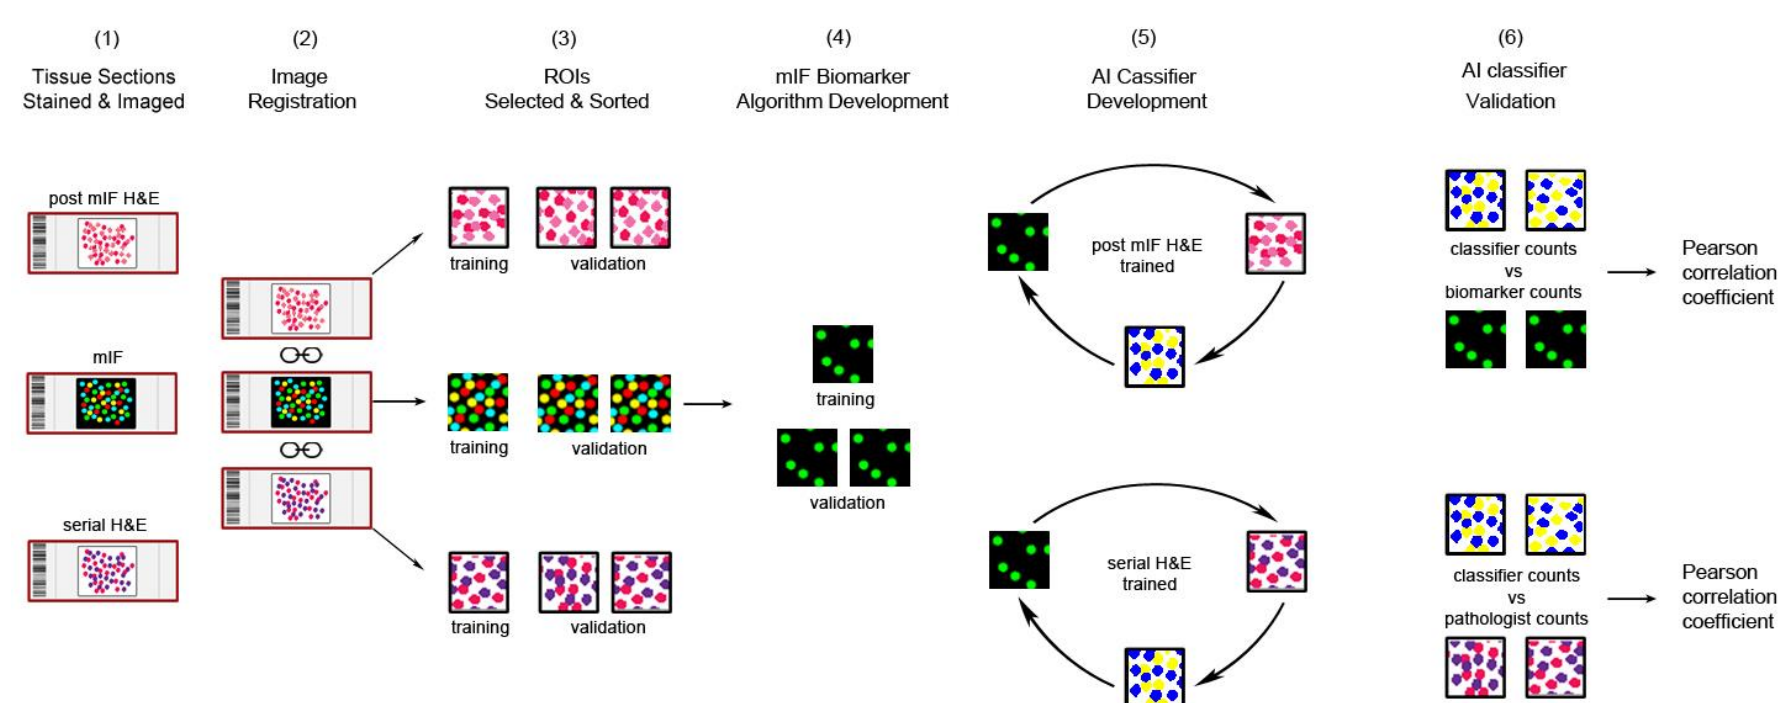 (1)
Tissue Sections
Stained & Imaged
(2)
Image
Registration
(3)
ROIs
Selected & Sorted
(4)
mIF Biomarker
Algorithm Development
(5)
AI Cassifier
Development
(6)
AI classifier
Validation
post mIF H&E
mIF
serial H&E
training
validation
training
validation
training
validation
training
validation
post mIF H&E
trained
serial H&E
trained
classifier counts
vs
biomarker counts
Pearson
correlation
coefficient
classifier counts
vs
pathologist counts
Pearson
correlation
coefficient